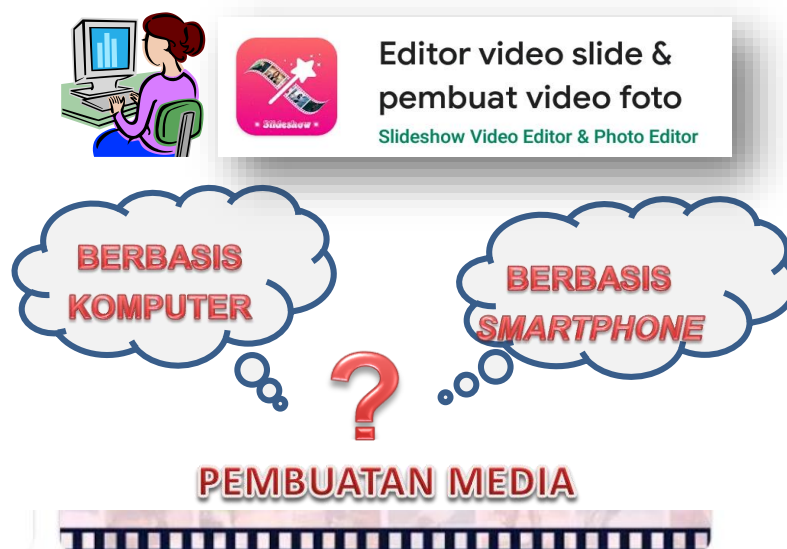 Editor video slide &
pembuat video foto
Slideshow Video Editor & Photo Editor
* Slideshow *
BERBASIS
KOMPUTER
BERBASIS
SMARTPHONE
?
PEMBUATAN MEDIA